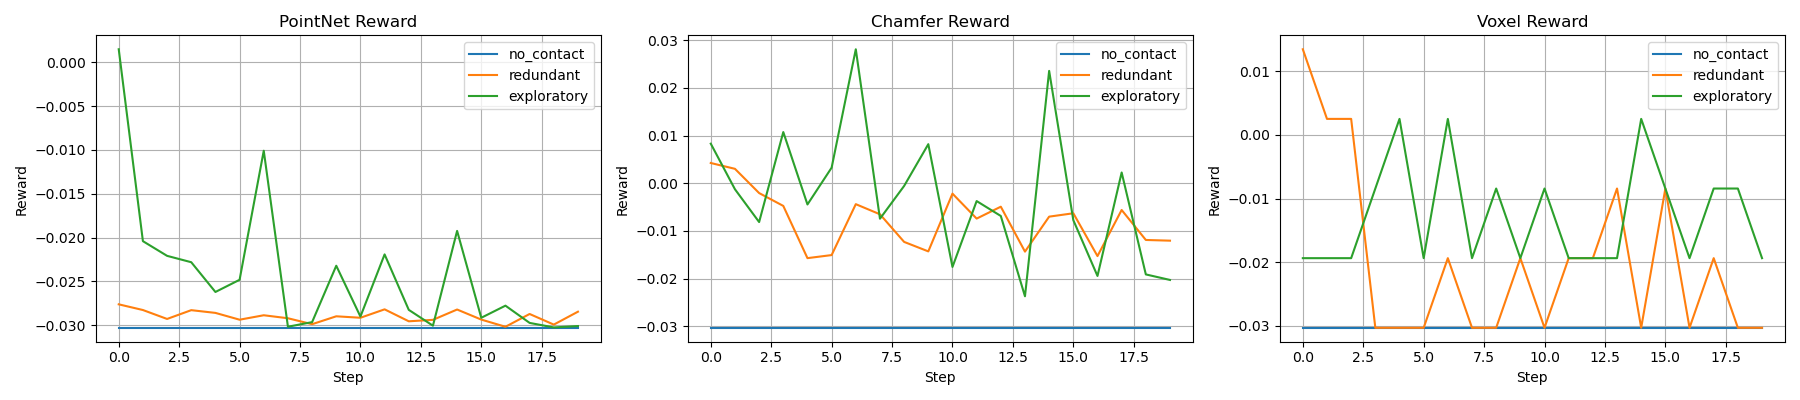 PointNet Reward
0.000
−0.005
−0.010
−0.015
−0.020
−0.025
−0.030
Reward
0.0 2.5 5.0 7.5 10.0 12.5 15.0 17.5
Step
no_contact
redundant
exploratory
Chamfer Reward
0.03
0.02
0.01
0.00
−0.01
−0.02
−0.03
Reward
0.0 2.5 5.0 7.5 10.0 12.5 15.0 17.5
Step
no_contact
redundant
exploratory
Voxel Reward
0.01
0.00
−0.01
−0.02
−0.03
Reward
0.0 2.5 5.0 7.5 10.0 12.5 15.0 17.5
Step
no_contact
redundant
exploratory